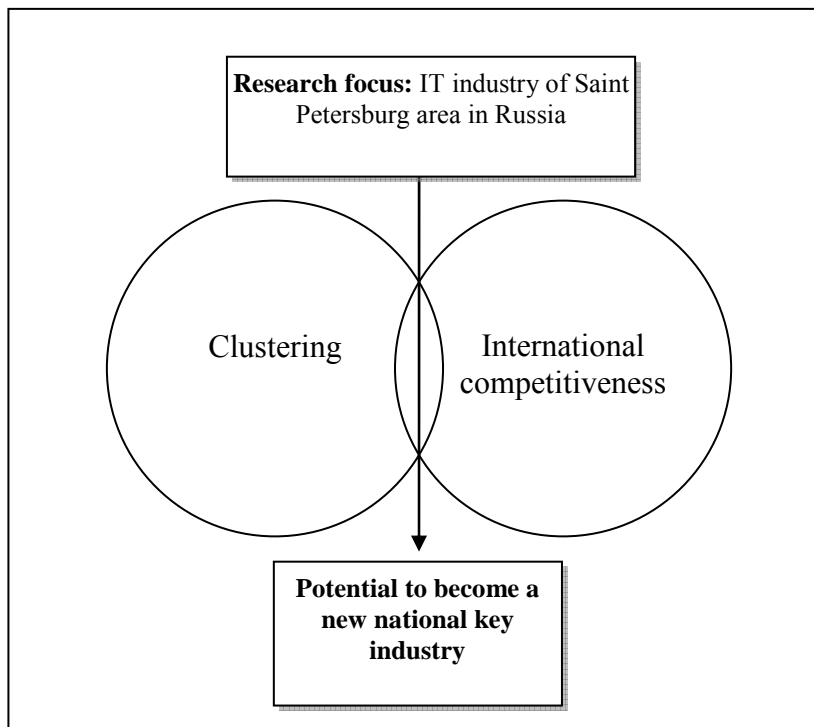 Research focus: IT industry of Saint
Petersburg area in Russia
Clustering
International
competitiveness
Potential to become a
new national key
industry